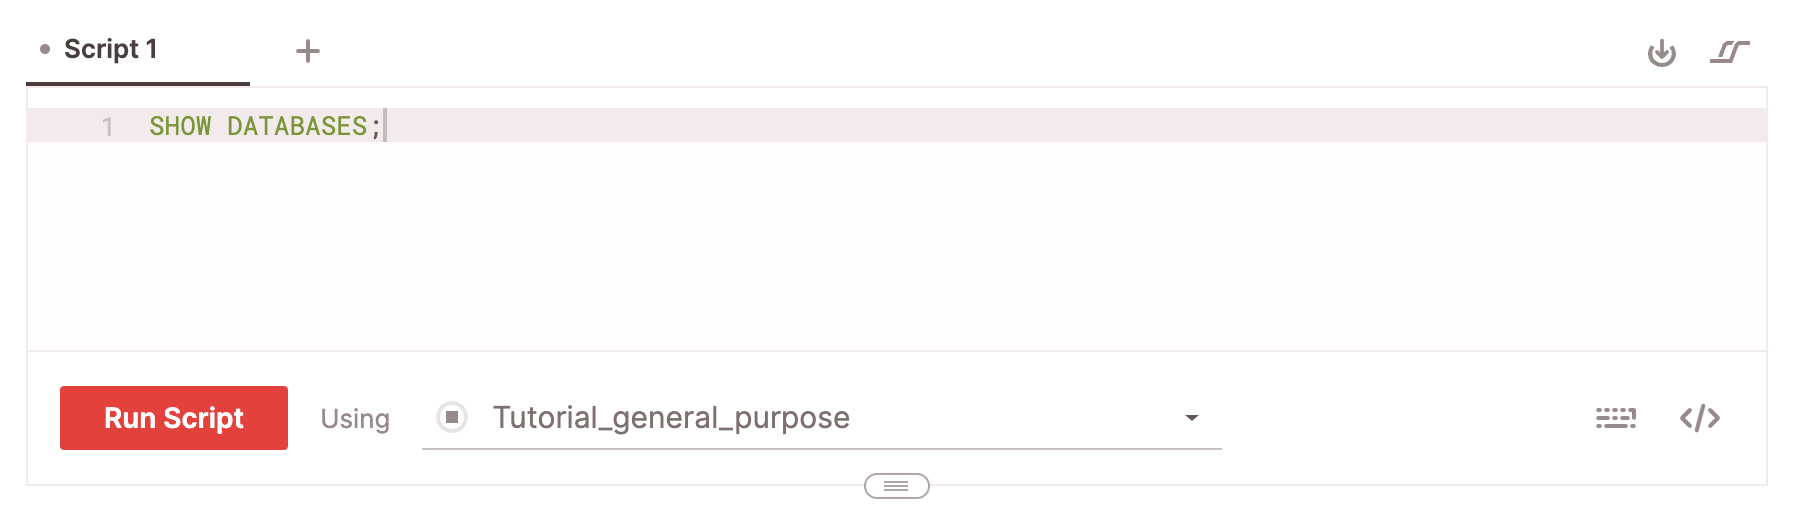 Script 1
1 SHOW DATABASES;
Run Script Using Tutorial_general_purpose